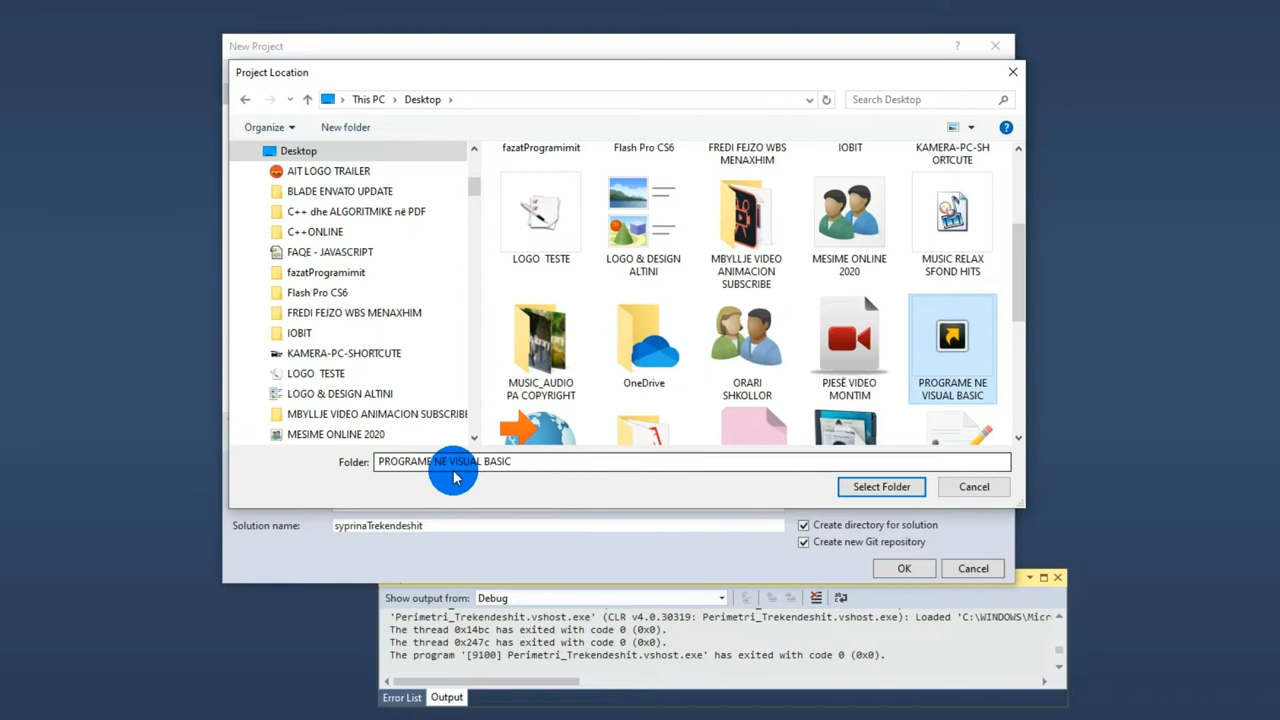 New Project
Project Location
This PC
Desktop
Search Desktop
Organize
New folder
Desktop
AIT LOGO TRAILER
BLADE ENVATO UPDATE
C++ dhe ALGORITMIKE në PDF
C++ONLINE
FAQE - JAVASCRIPT
fazatProgramimit
Flash Pro CS6
FREDI FEJZO WBS MENAXHIM
IOBIT
KAMERA-PC-SHORTCUTE
LOGO TESTE
LOGO & DESIGN ALTINI
MBYLLJE VIDEO ANIMACION SUBSCRIBE
MESIME ONLINE 2020
fazatProgramimit
Flash Pro CS6
FREDI FEJZO WBS
MENAXHIM
IOBIT
KAMERA-PC-SH
ORTCUTE
LOGO TESTE
LOGO & DESIGN
ALTINI
MBYLLJE VIDEO
ANIMACION
SUBSCRIBE
MESIME ONLINE
2020
MUSIC RELAX
SFOND HITS
MUSIC_AUDIO
PA COPYRIGHT
OneDrive
ORARI
SHKOLLOR
PJESË VIDEO
MONTIM
PROGRAME NE
VISUAL BASIC
Folder:
PROGRAME NE VISUAL BASIC
Select Folder
Cancel
Solution name:
syprinaTrekendeshit
Create directory for solution
Create new Git repository
OK
Cancel
Show output from:
Debug
'Perimetri_Trekendeshit.vshost.exe' (CLR v4.0.30319: Perimetri_Trekendeshit.vshost.exe): Loaded 'C:\WINDOWS\Micr
The thread 0x14bc has exited with code 0 (0x0).
The thread 0x247c has exited with code 0 (0x0).
The program '[9100] Perimetri_Trekendeshit.vshost.exe' has exited with code 0 (0x0).
Error List
Output